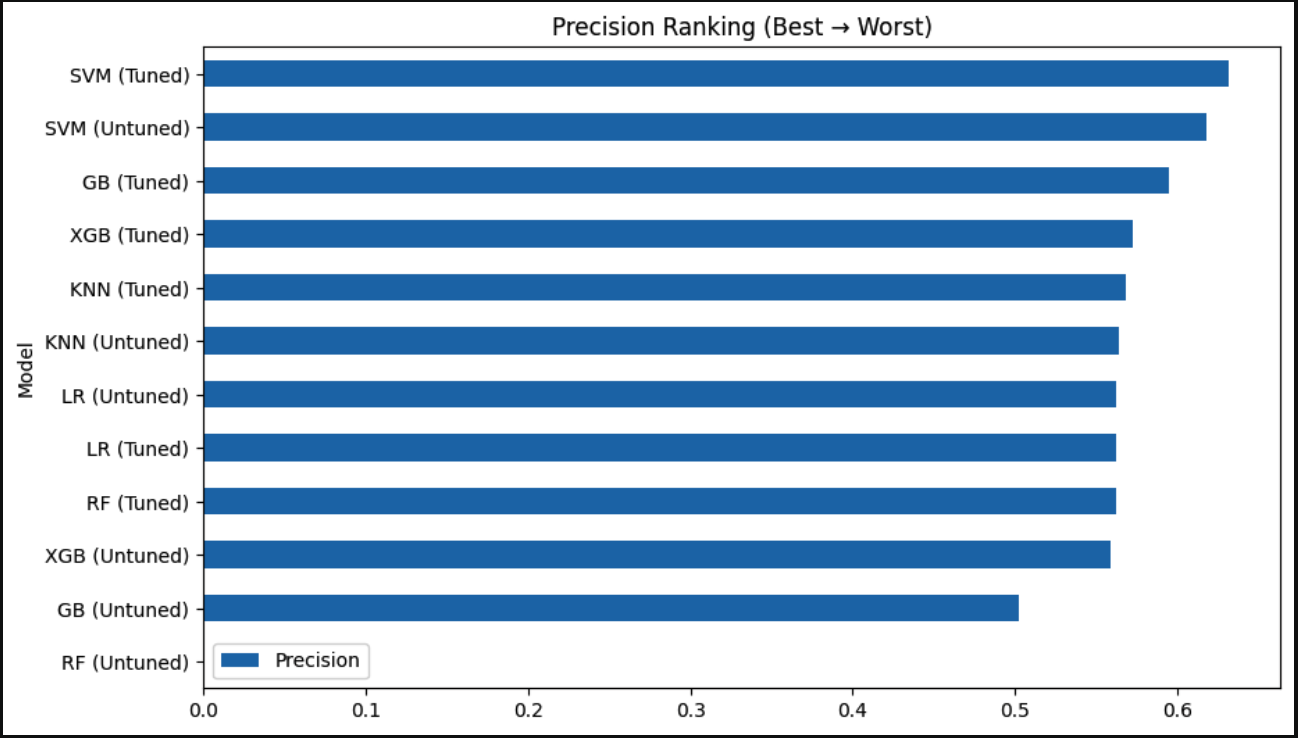 Precision Ranking (Best → Worst)
Model
SVM (Tuned)
SVM (Untuned)
GB (Tuned)
XGB (Tuned)
KNN (Tuned)
KNN (Untuned)
LR (Untuned)
LR (Tuned)
RF (Tuned)
XGB (Untuned)
GB (Untuned)
RF (Untuned)
Precision
0.0 0.1 0.2 0.3 0.4 0.5 0.6